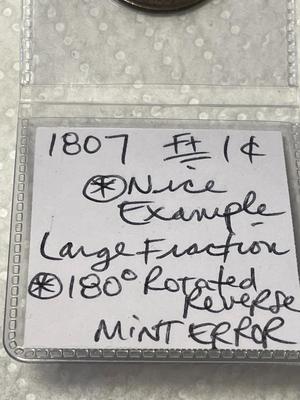 1807 F+ 1¢
* Nice
Example
Large Fraction
* 180° Rotated
Reverse
MINT ERROR